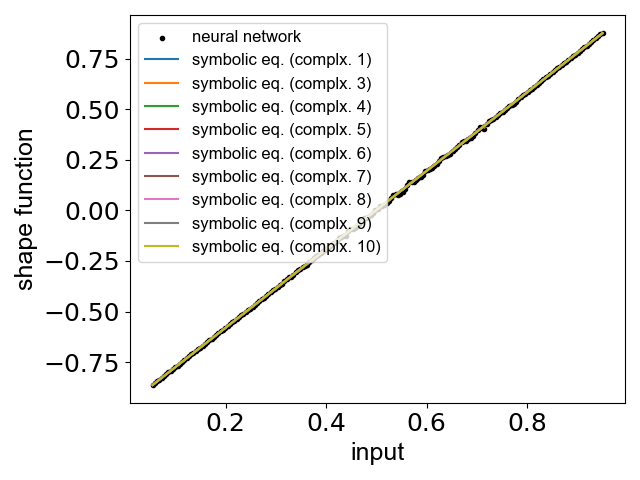 neural network
symbolic eq. (complx. 1)
symbolic eq. (complx. 3)
symbolic eq. (complx. 4)
symbolic eq. (complx. 5)
symbolic eq. (complx. 6)
symbolic eq. (complx. 7)
symbolic eq. (complx. 8)
symbolic eq. (complx. 9)
symbolic eq. (complx. 10)
shape function
0.75
0.50
0.25
0.00
−0.25
−0.50
−0.75
0.2 0.4 0.6 0.8
input